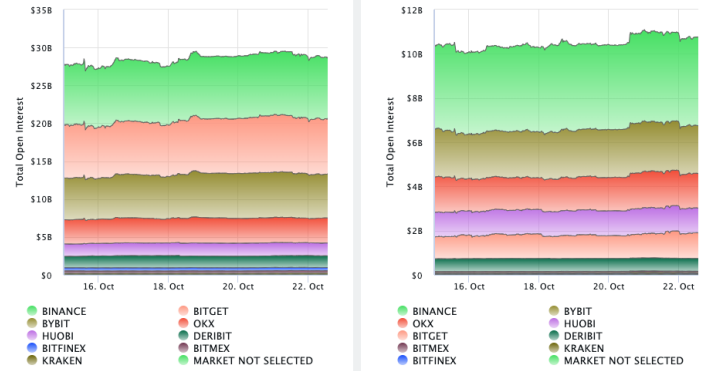 $35B
$30B
$25B
$20B
$15B
$10B
$5B
$0
Total Open Interest
16. Oct
18. Oct
20. Oct
22. Oct
BINANCE
BITGET
BYBIT
OKX
HUOBI
DERIBIT
BITFINEX
BITMEX
KRAKEN
MARKET NOT SELECTED
$12B
$10B
$8B
$6B
$4B
$2B
$0
Total Open Interest
16. Oct
18. Oct
20. Oct
22. Oct
BINANCE
BYBIT
OKX
HUOBI
BITGET
DERIBIT
BITMEX
KRAKEN
BITFINEX
MARKET NOT SELECTED